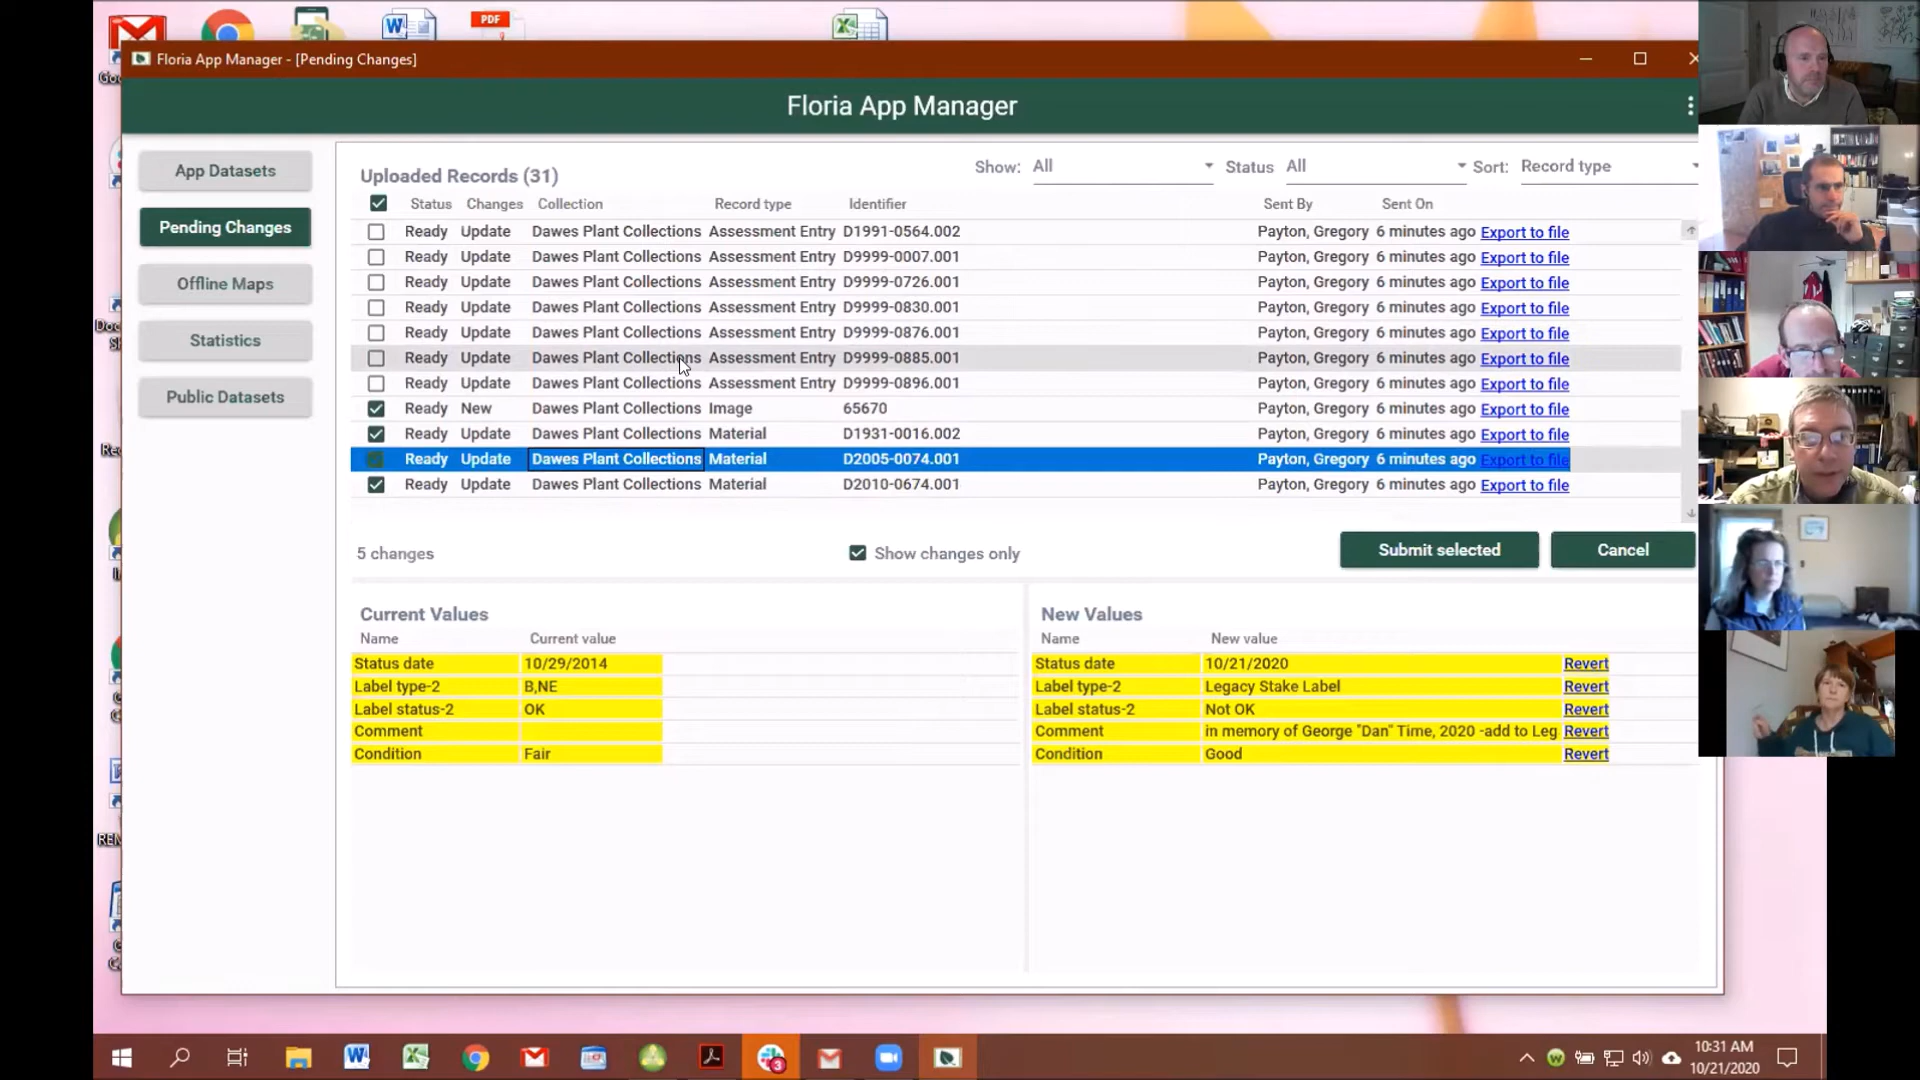 PDF
Floria App Manager - [Pending Changes]
Floria App Manager
App Datasets
Pending Changes
Offline Maps
Statistics
Public Datasets
Uploaded Records (31)
Show: All Status All Sort: Record type
Status Changes Collection Record type Identifier Sent By Sent On
Ready Update Dawes Plant Collections Assessment Entry D1991-0564.002 Payton, Gregory 6 minutes ago Export to file
Ready Update Dawes Plant Collections Assessment Entry D9999-0007.001 Payton, Gregory 6 minutes ago Export to file
Ready Update Dawes Plant Collections Assessment Entry D9999-0726.001 Payton, Gregory 6 minutes ago Export to file
Ready Update Dawes Plant Collections Assessment Entry D9999-0830.001 Payton, Gregory 6 minutes ago Export to file
Ready Update Dawes Plant Collections Assessment Entry D9999-0876.001 Payton, Gregory 6 minutes ago Export to file
Ready Update Dawes Plant Collections Assessment Entry D9999-0885.001 Payton, Gregory 6 minutes ago Export to file
Ready Update Dawes Plant Collections Assessment Entry D9999-0896.001 Payton, Gregory 6 minutes ago Export to file
Ready New Dawes Plant Collections Image 65670 Payton, Gregory 6 minutes ago Export to file
Ready Update Dawes Plant Collections Material D1931-0016.002 Payton, Gregory 6 minutes ago Export to file
Ready Update Dawes Plant Collections Material D2005-0074.001 Payton, Gregory 6 minutes ago Export to file
Ready Update Dawes Plant Collections Material D2010-0674.001 Payton, Gregory 6 minutes ago Export to file
5 changes Show changes only Submit selected Cancel
Current Values
Name Current value
Status date 10/29/2014
Label type-2 B,NE
Label status-2 OK
Comment
Condition Fair
New Values
Name New value
Status date 10/21/2020 Revert
Label type-2 Legacy Stake Label Revert
Label status-2 Not OK Revert
Comment in memory of George "Dan" Time, 2020 -add to Leg Revert
Condition Good Revert
3
10:31 AM
10/21/2020